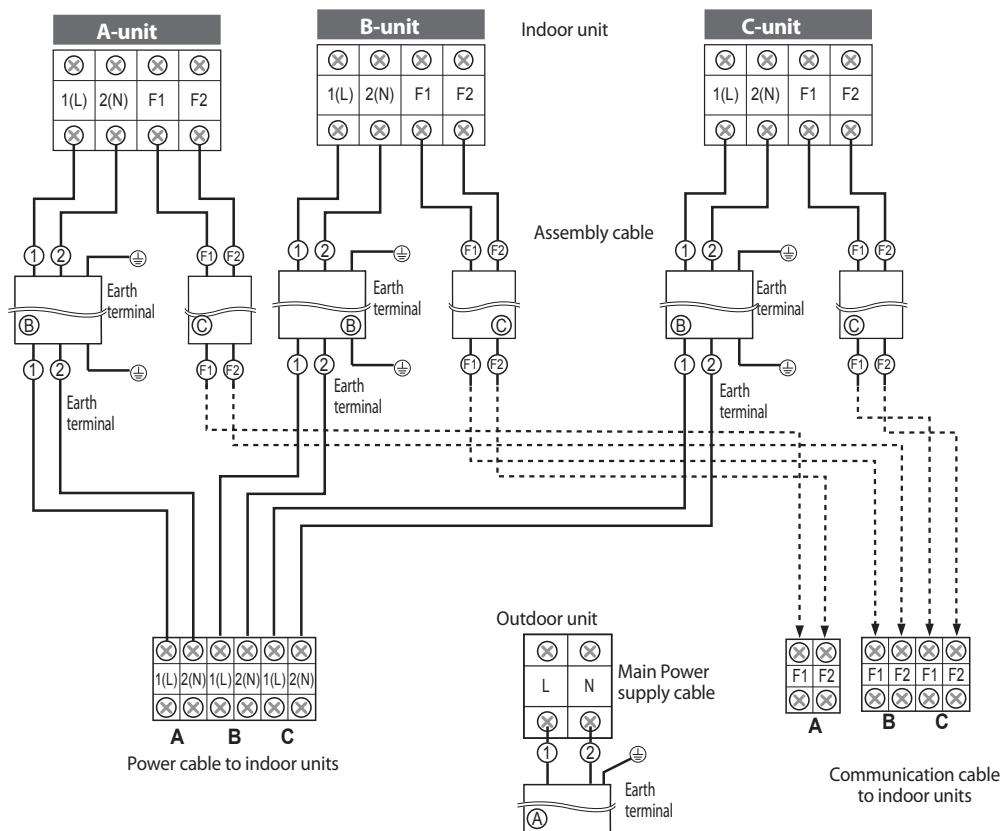 A-unit
B-unit
Indoor unit
C-unit
1(L) 2(N) F1 F2
1(L) 2(N) F1 F2
1(L) 2(N) F1 F2
Assembly cable
1 2 F1 F2
1 2 F1 F2
1 2 F1 F2
Earth
terminal
Earth
terminal
Earth
terminal
B C B C B C
1 2 F1 F2
1 2 F1 F2
1 2 F1 F2
Earth
terminal
Earth
terminal
Earth
terminal
Outdoor unit
1(L) 2(N) 1(L) 2(N) 1(L) 2(N)
A B C
Power cable to indoor units
L N
Main Power
supply cable
1 2
Earth
terminal
A
F1 F2
A
F1 F2 F1 F2
B C
Communication cable
to indoor units